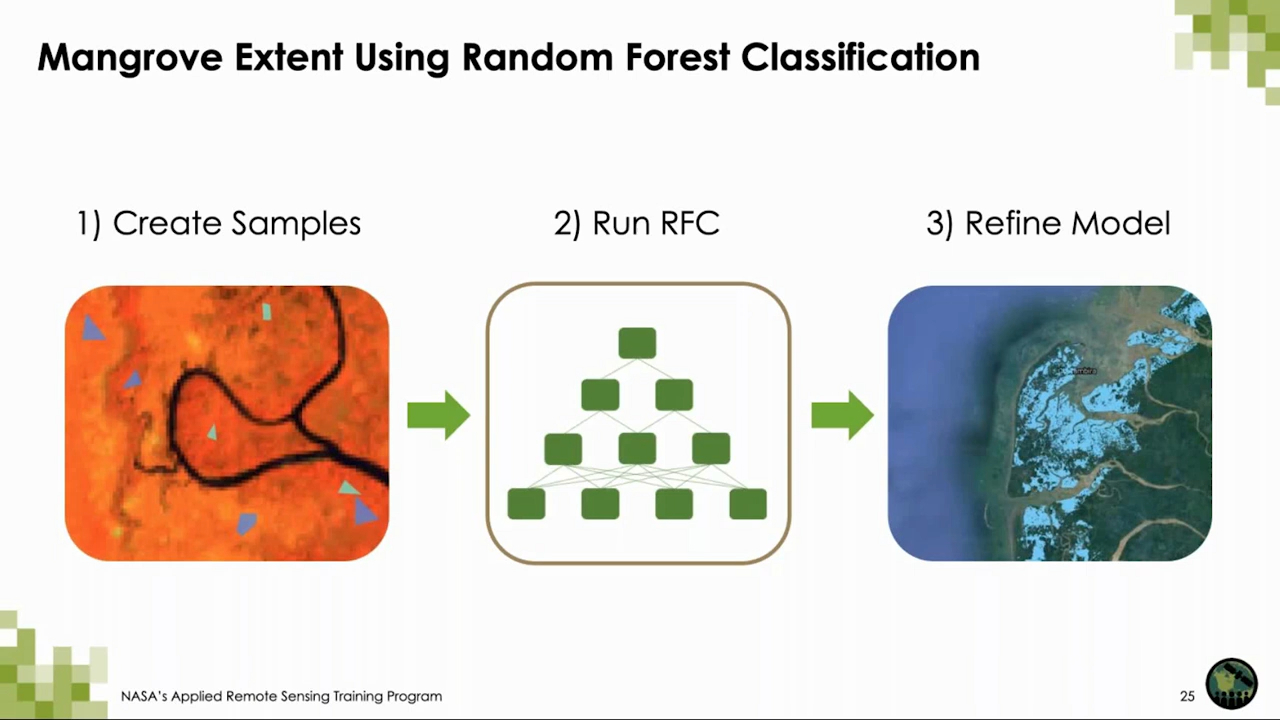 Mangrove Extent Using Random Forest Classification
1) Create Samples
2) Run RFC
3) Refine Model
NASA's Applied Remote Sensing Training Program
25